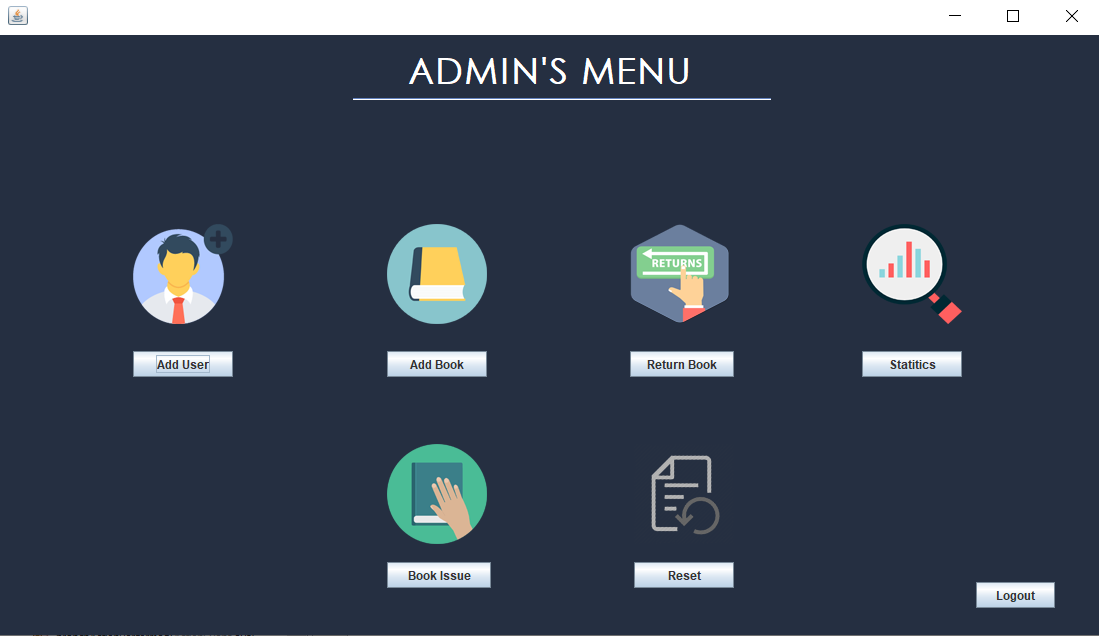 ADMIN'S MENU
RETURNS
Add User
Add Book
Return Book
Statitics
Book Issue
Reset
Logout